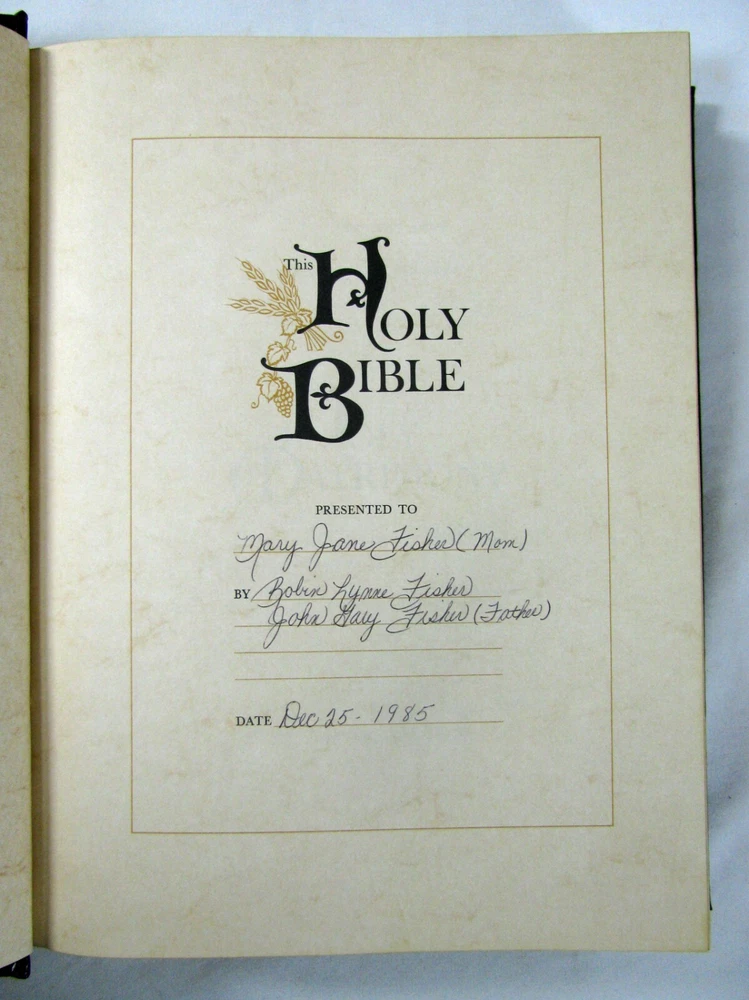 This
HOLY
BIBLE
PRESENTED TO
Mary Jane Fisher (Mom)
BY Robin Lynne Fisher
John Gary Fisher (Father)
DATE Dec 25 - 1985